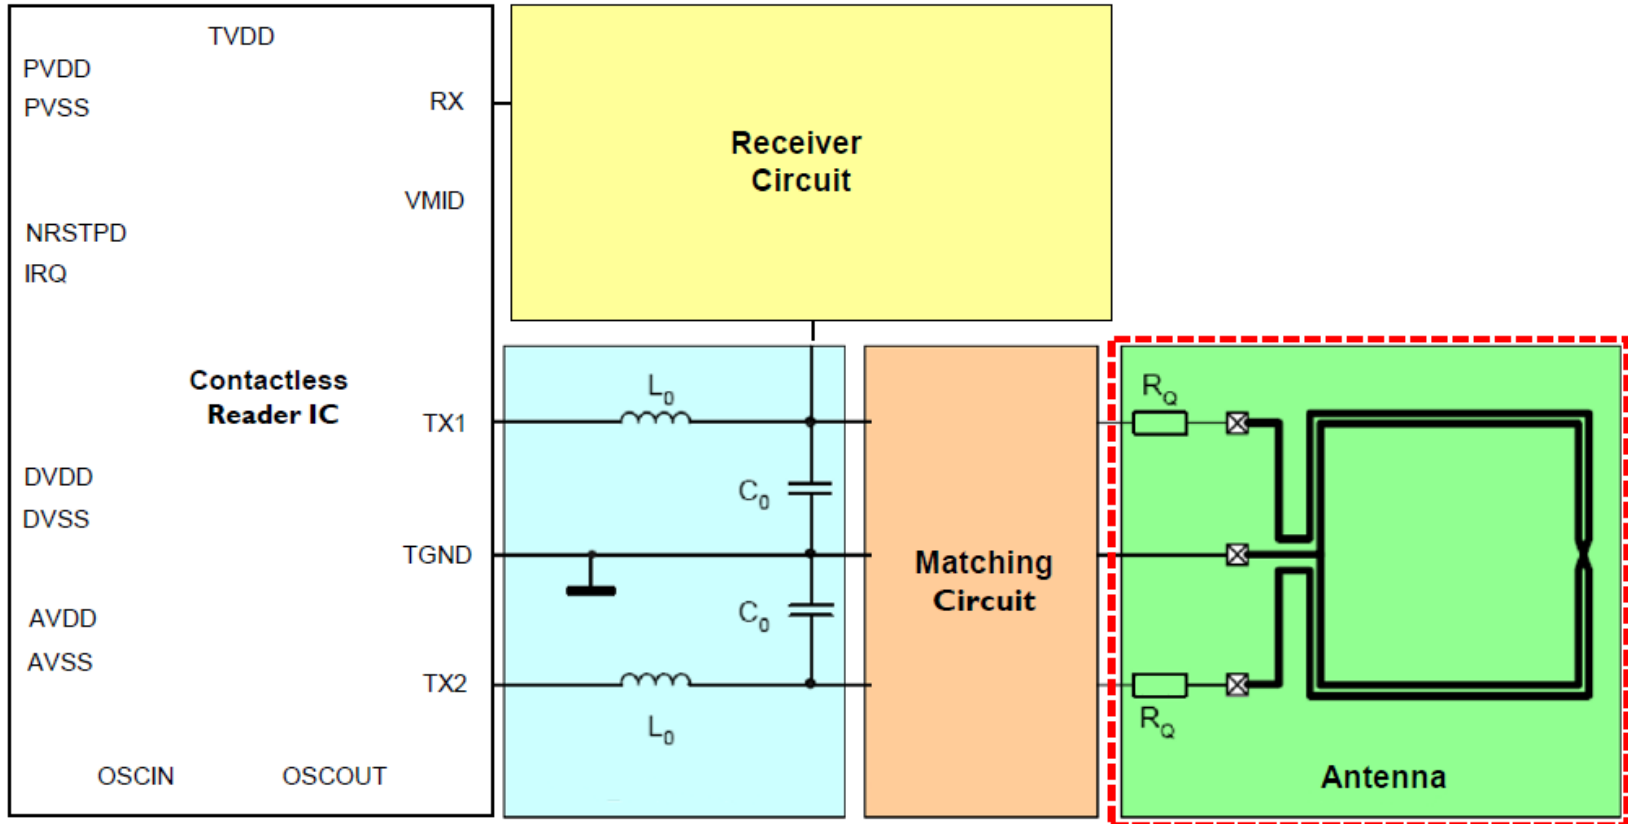 TVDD
PVDD
PVSS
RX
VMID
NRSTPD
IRQ
Contactless
Reader IC
TX1
DVDD
DVSS
TGND
AVDD
AVSS
TX2
OSCIN
OSCOUT
Receiver
Circuit
L0
C0
C0
L0
Matching
Circuit
RQ
RQ
Antenna